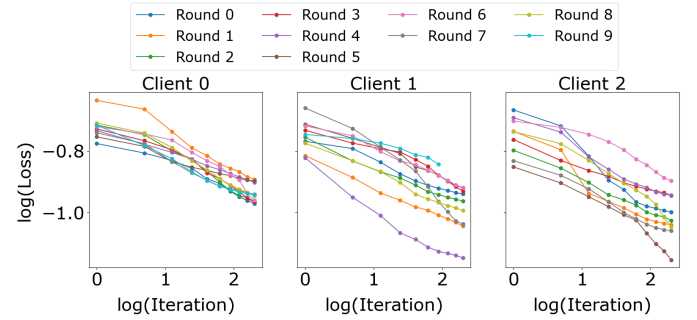 Round 0 Round 3 Round 6 Round 8
Round 1 Round 4 Round 7 Round 9
Round 2 Round 5
Client 0 Client 1 Client 2
log(Loss)
−0.8
−1.0
0 1 2 0 1 2 0 1 2
log(Iteration) log(Iteration) log(Iteration)